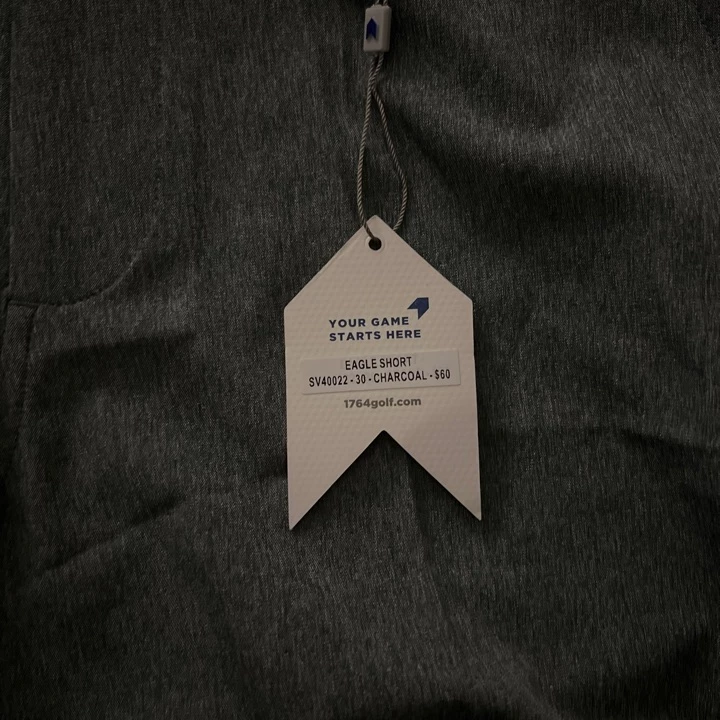 YOUR GAME
STARTS HERE
EAGLE SHORT
SV40022 - 30 - CHARCOAL - $60
1764golf.com